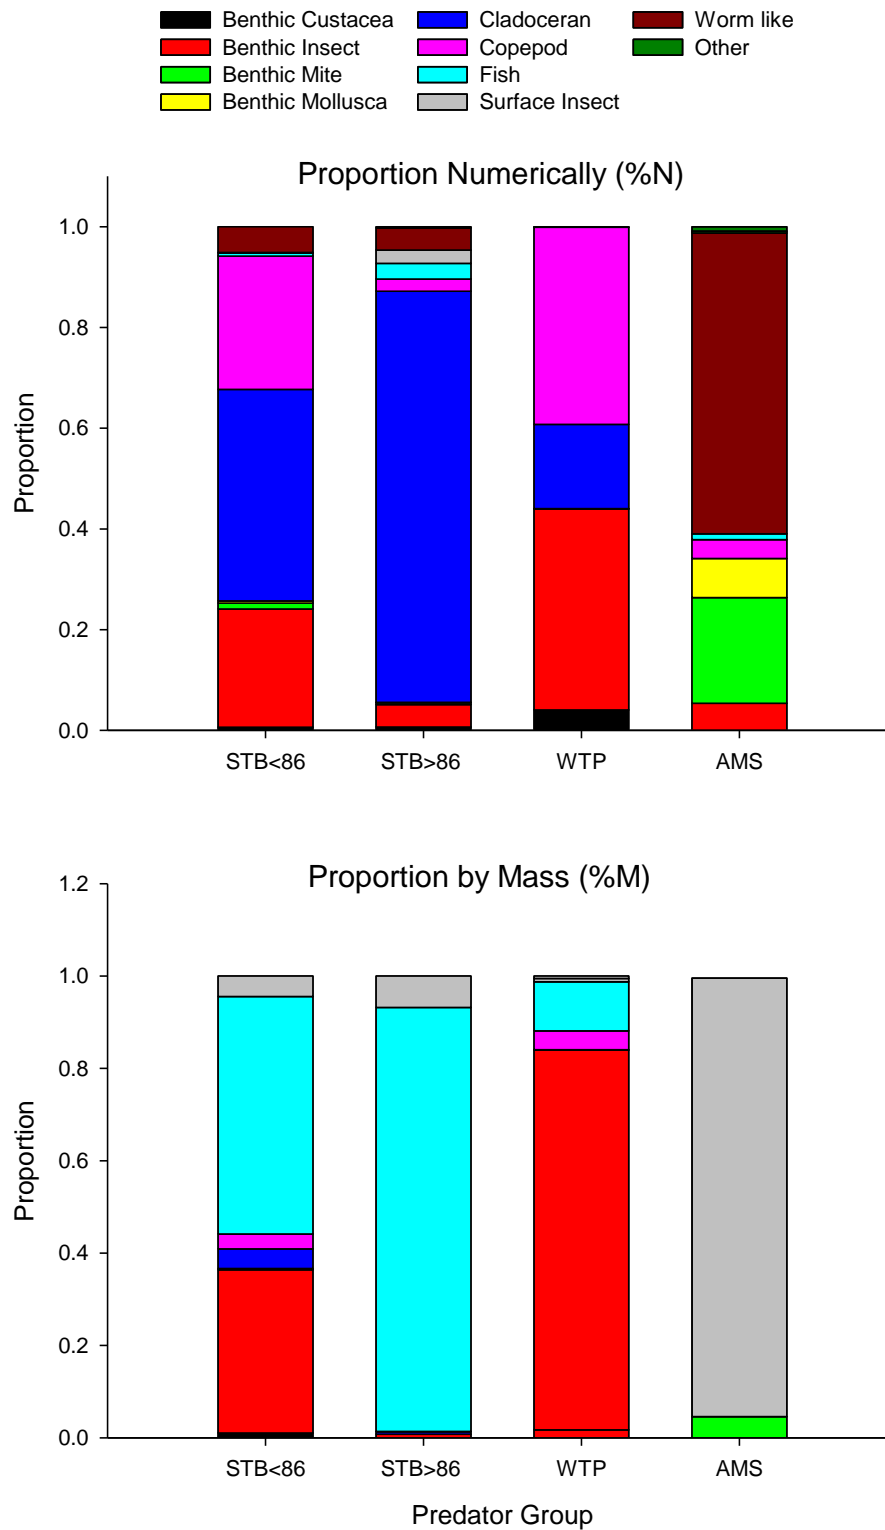 Benthic Custacea
Benthic Insect
Benthic Mite
Benthic Mollusca
Cladoceran
Copepod
Fish
Surface Insect
Worm like
Other
Proportion Numerically (%N)
Proportion
1.0
0.8
0.6
0.4
0.2
0.0
STB<86 STB>86 WTP AMS
Proportion by Mass (%M)
Proportion
1.2
1.0
0.8
0.6
0.4
0.2
0.0
STB<86 STB>86 WTP AMS
Predator Group